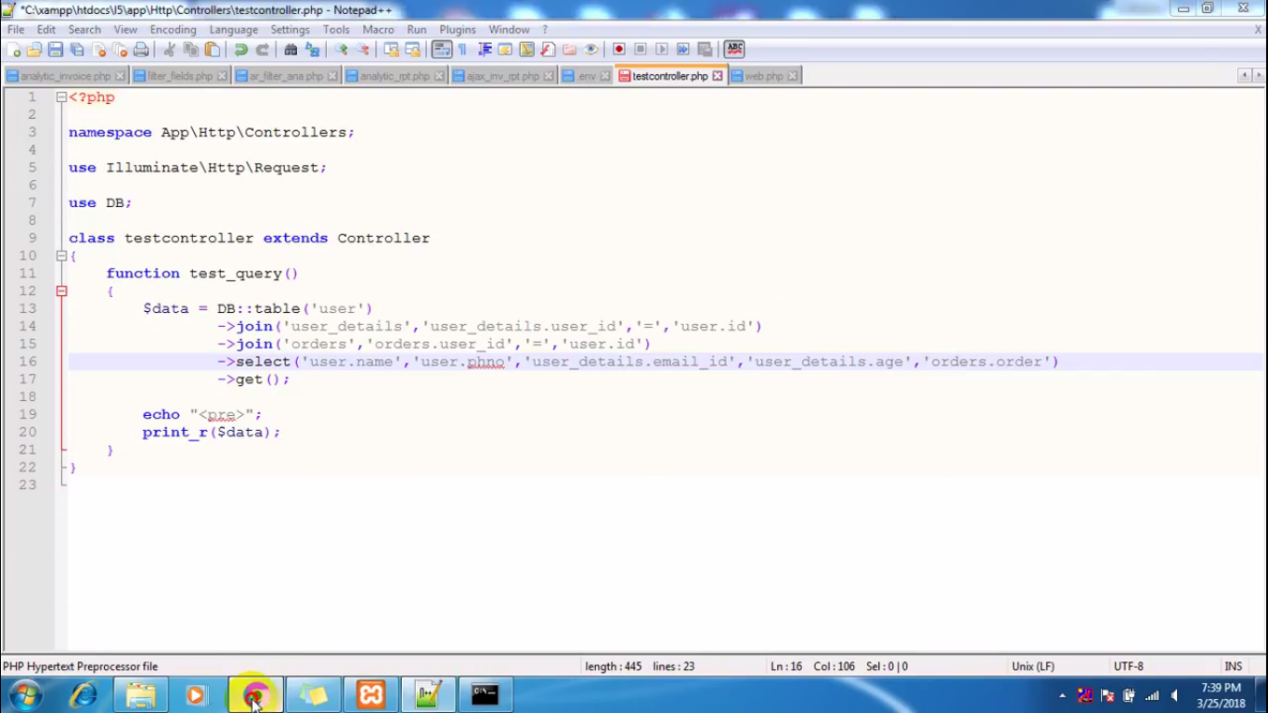 *C:\xampp\htdocs\l5\app\Http\Controllers\testcontroller.php - Notepad++
File Edit Search View Encoding Language Settings Tools Macro Run Plugins Window ? X
analytic_invoice.php filter_fields.php ar_filter_ana.php analytic_rpt.php ajax_inv_rpt.php .env testcontroller.php web.php
1 <?php
2
3 namespace App\Http\Controllers;
4
5 use Illuminate\Http\Request;
6
7 use DB;
8
9 class testcontroller extends Controller
10 {
11 function test_query()
12 {
13 $data = DB::table('user')
14 ->join('user_details','user_details.user_id','=','user.id')
15 ->join('orders','orders.user_id','=','user.id')
16 ->select('user.name','user.phno','user_details.email_id','user_details.age','orders.order')
17 ->get();
18
19 echo "<pre>";
20 print_r($data);
21 }
22 }
23
PHP Hypertext Preprocessor file length : 445 lines : 23 Ln : 16 Col : 106 Sel : 0 | 0 Unix (LF) UTF-8 INS
7:39 PM
3/25/2018